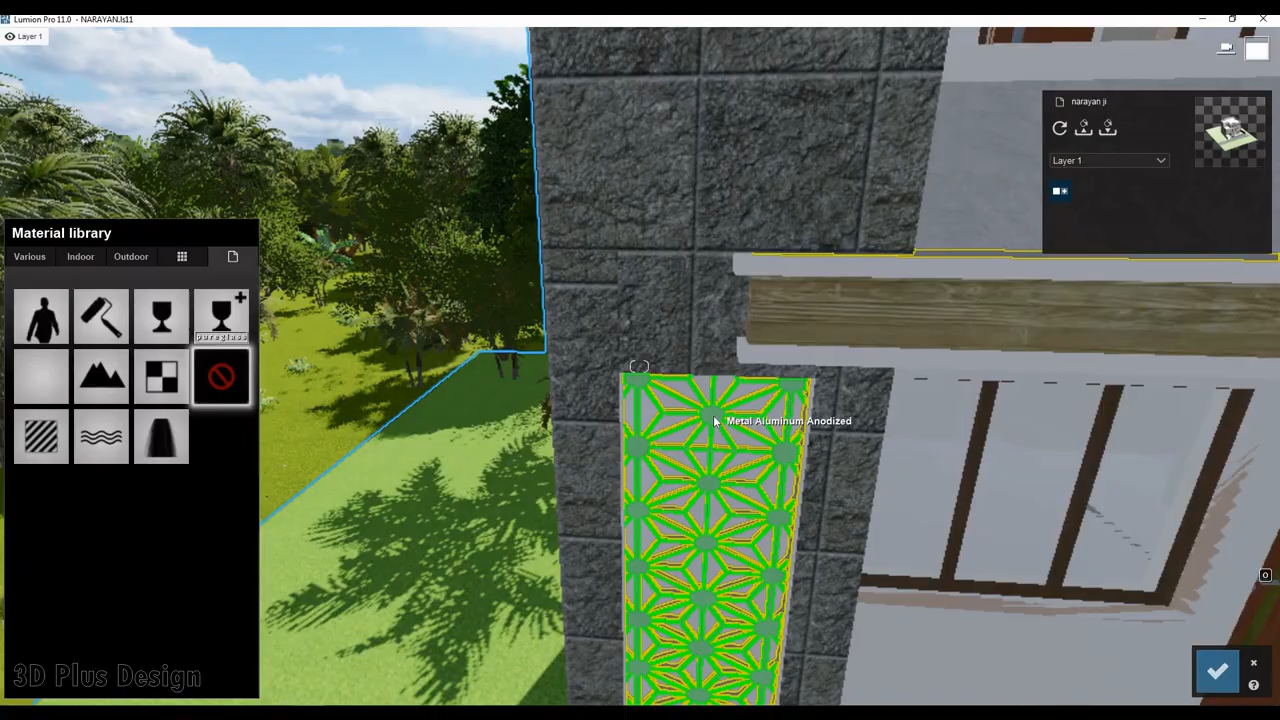 Lumion Pro 11.0 - NARAYAN.ls11
Layer 1
narayan ji
Layer 1
Material library
Various Indoor Outdoor
pureglass
Metal Aluminum Anodized
3D Plus Design